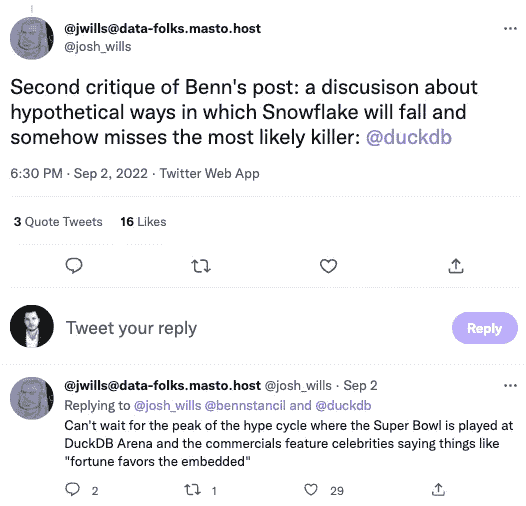 @jwills@data-folks.masto.host
@josh_wills
Second critique of Benn's post: a discusison about
hypothetical ways in which Snowflake will fall and
somehow misses the most likely killer: @duckdb
6:30 PM · Sep 2, 2022 · Twitter Web App
3 Quote Tweets 16 Likes
Tweet your reply
Reply
@jwills@data-folks.masto.host @josh_wills · Sep 2
Replying to @josh_wills @bennstancil and @duckdb
Can't wait for the peak of the hype cycle where the Super Bowl is played at
DuckDB Arena and the commercials feature celebrities saying things like
"fortune favors the embedded"
2 1 29